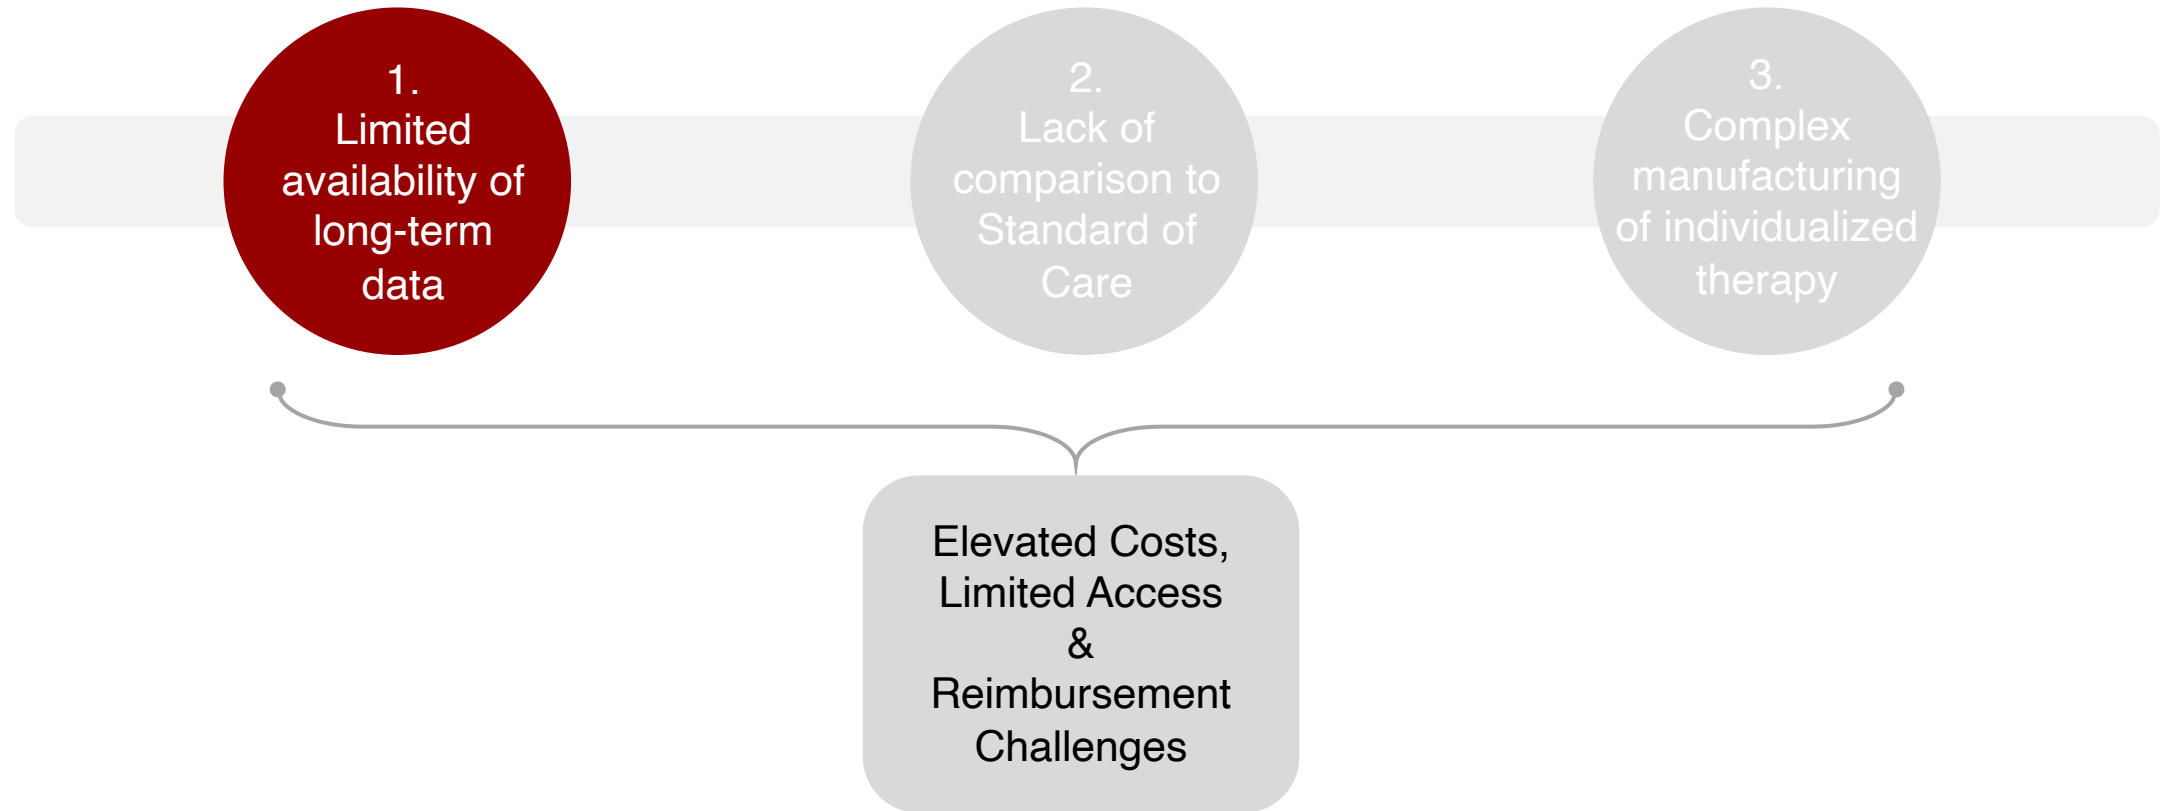 1.
Limited
availability of
long-term
data
2.
Lack of
comparison to
Standard of
Care
3.
Complex
manufacturing
of individualized
therapy
Elevated Costs,
Limited Access
&
Reimbursement
Challenges